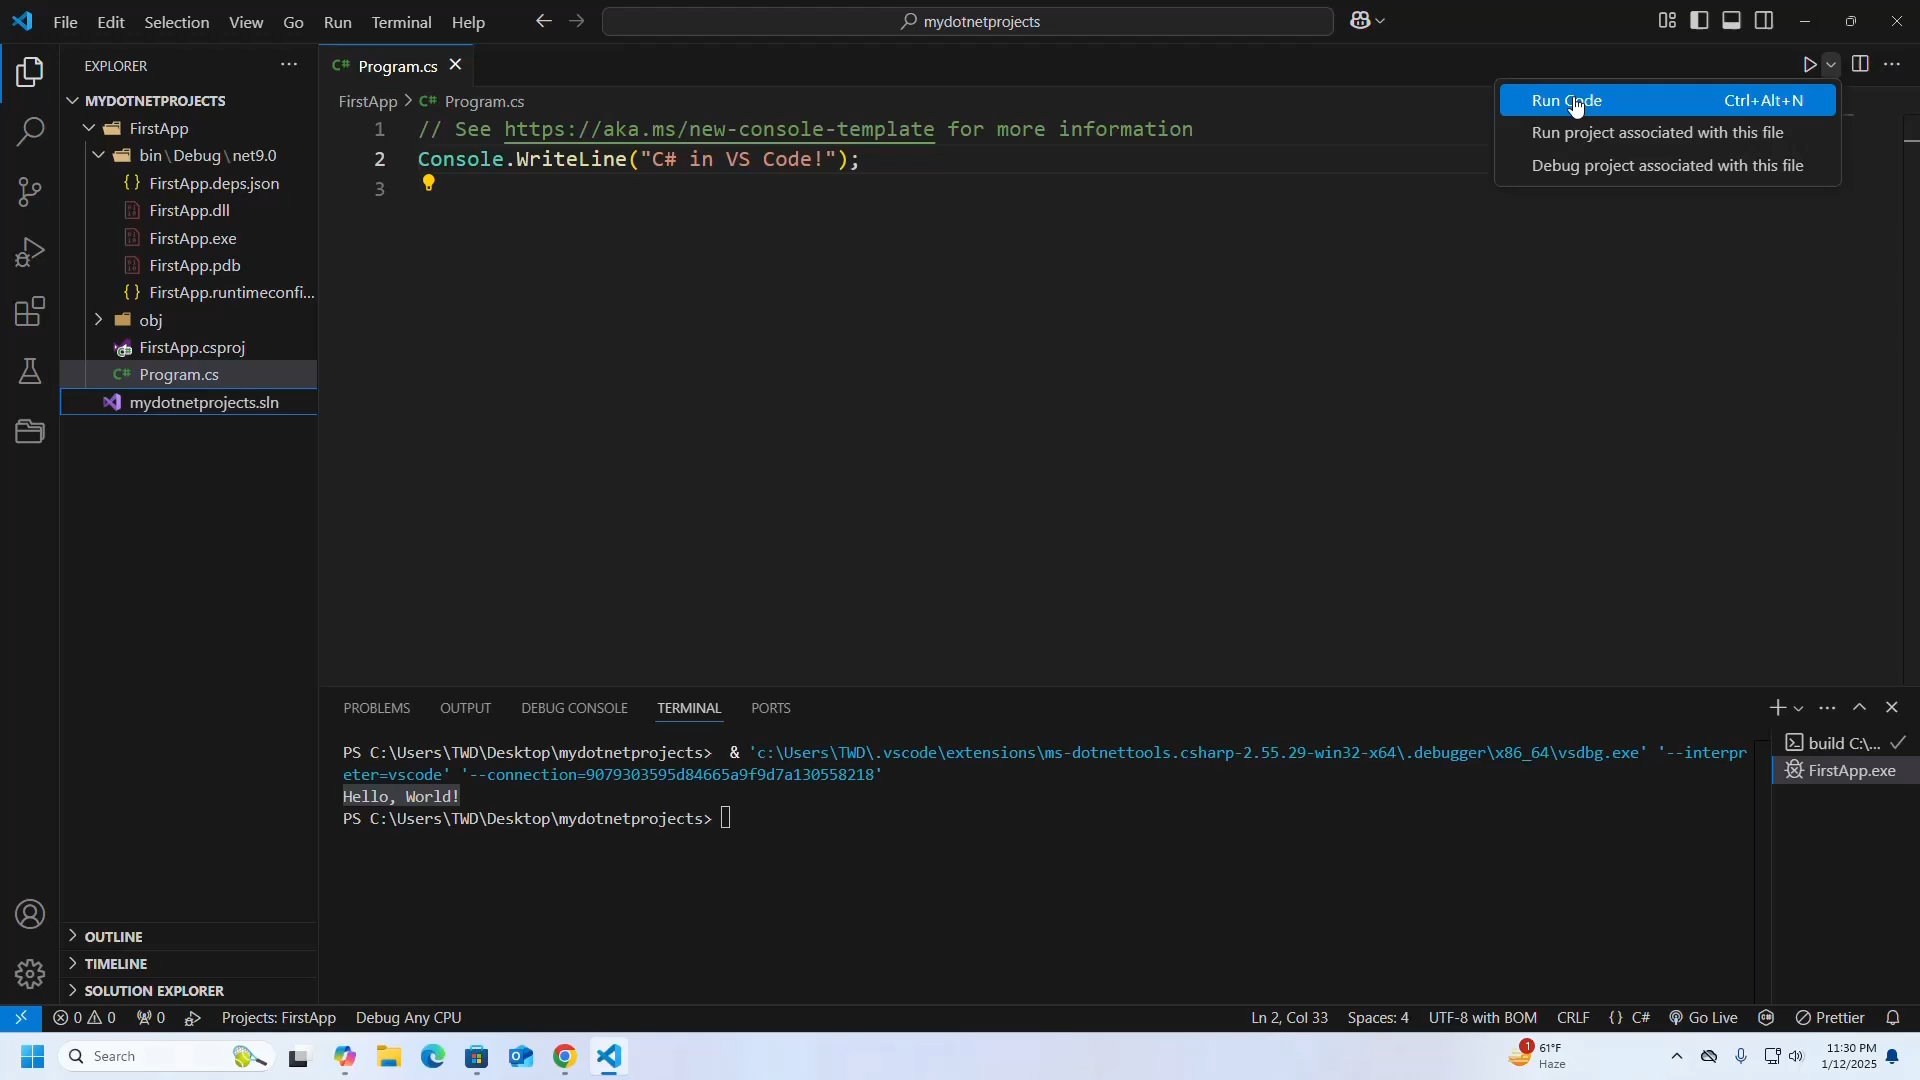 File Edit Selection View Go Run Terminal Help
mydotnetprojects
EXPLORER
MYDOTNETPROJECTS
FirstApp
bin\Debug\net9.0
FirstApp.deps.json
FirstApp.dll
FirstApp.exe
FirstApp.pdb
FirstApp.runtimeconfi...
obj
FirstApp.csproj
C# Program.cs
mydotnetprojects.sln
OUTLINE
TIMELINE
SOLUTION EXPLORER
C# Program.cs
FirstApp > C# Program.cs
1 // See https://aka.ms/new-console-template for more information
2 Console.WriteLine("C# in VS Code!");
3
Run Code Ctrl+Alt+N
Run project associated with this file
Debug project associated with this file
PROBLEMS OUTPUT DEBUG CONSOLE TERMINAL PORTS
PS C:\Users\TWD\Desktop\mydotnetprojects>  & 'c:\Users\TWD\.vscode\extensions\ms-dotnettools.csharp-2.55.29-win32-x64\.debugger\x86_64\vsdbg.exe' '--interpr
eter=vscode' '--connection=9079303595d84665a9f9d7a130558218'
Hello, World!
PS C:\Users\TWD\Desktop\mydotnetprojects>
build C:\...
FirstApp.exe
0 0 0 Projects: FirstApp Debug Any CPU Ln 2, Col 33 Spaces: 4 UTF-8 with BOM CRLF {} C# Go Live Prettier
Search
1 61°F
Haze
11:30 PM
1/12/2025